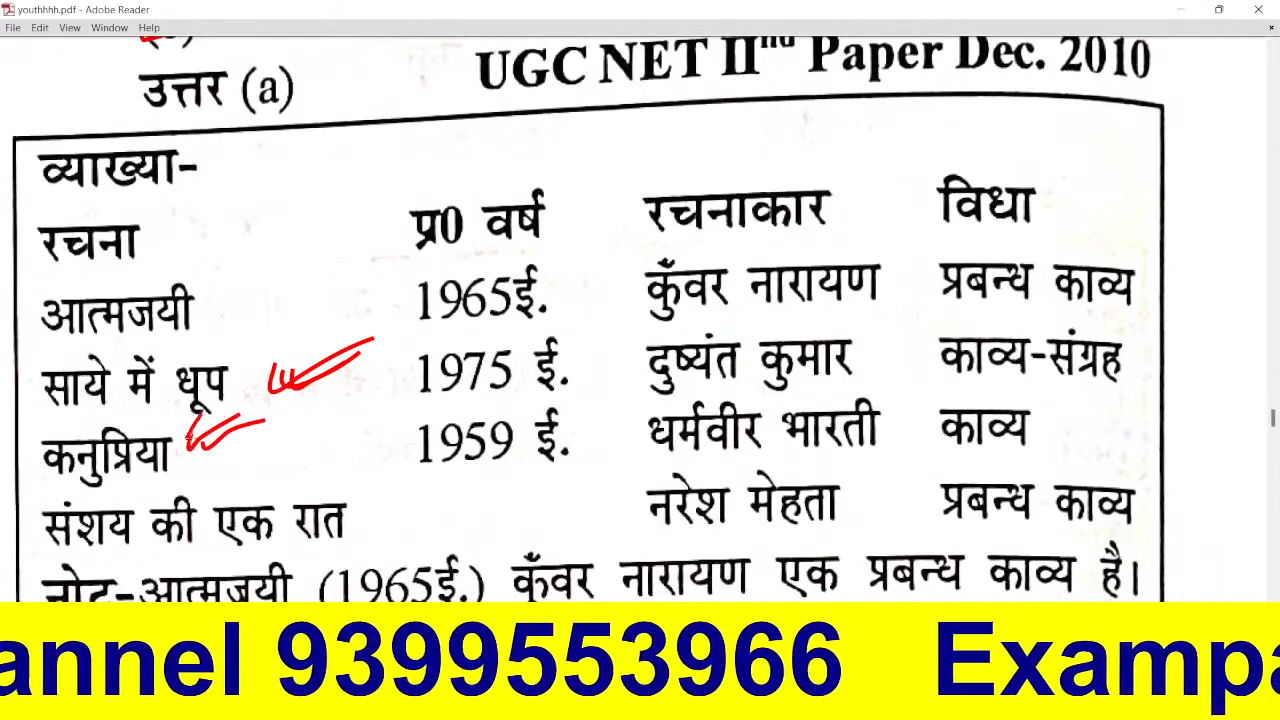 youthhhh.pdf - Adobe Reader
File Edit View Window Help
उत्तर (a)
UGC NET IInd Paper Dec. 2010
व्याख्या-
रचना प्र0 वर्ष रचनाकार विधा
आत्मजयी 1965ई. कुँवर नारायण प्रबन्ध काव्य
साये में धूप 1975 ई. दुष्यंत कुमार काव्य-संग्रह
कनुप्रिया 1959 ई. धर्मवीर भारती काव्य
संशय की एक रात नरेश मेहता प्रबन्ध काव्य
नोट-आत्मजयी (1965ई.) कुँवर नारायण एक प्रबन्ध काव्य है।
annel 9399553966 Exampa